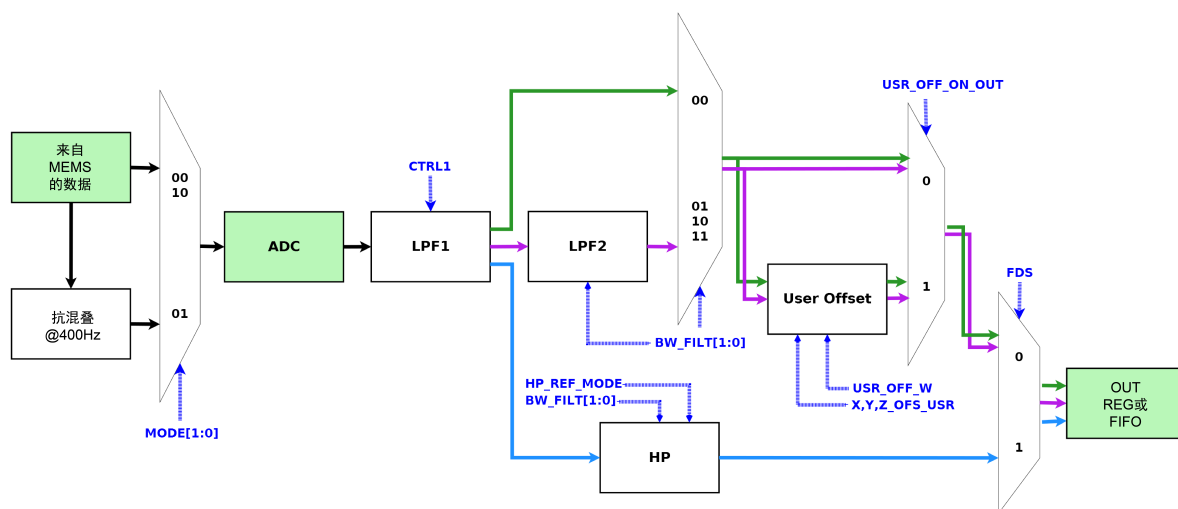 来自
MEMS
的数据
抗混叠
@400Hz
00
10
01
MODE[1:0]
ADC
CTRL1
LPF1
LPF2
00
01
10
11
BW_FILT[1:0]
USR_OFF_ON_OUT
0
1
User Offset
USR_OFF_W
X,Y,Z_OFS_USR
HP_REF_MODE
BW_FILT[1:0]
HP
FDS
0
1
OUT
REG或
FIFO